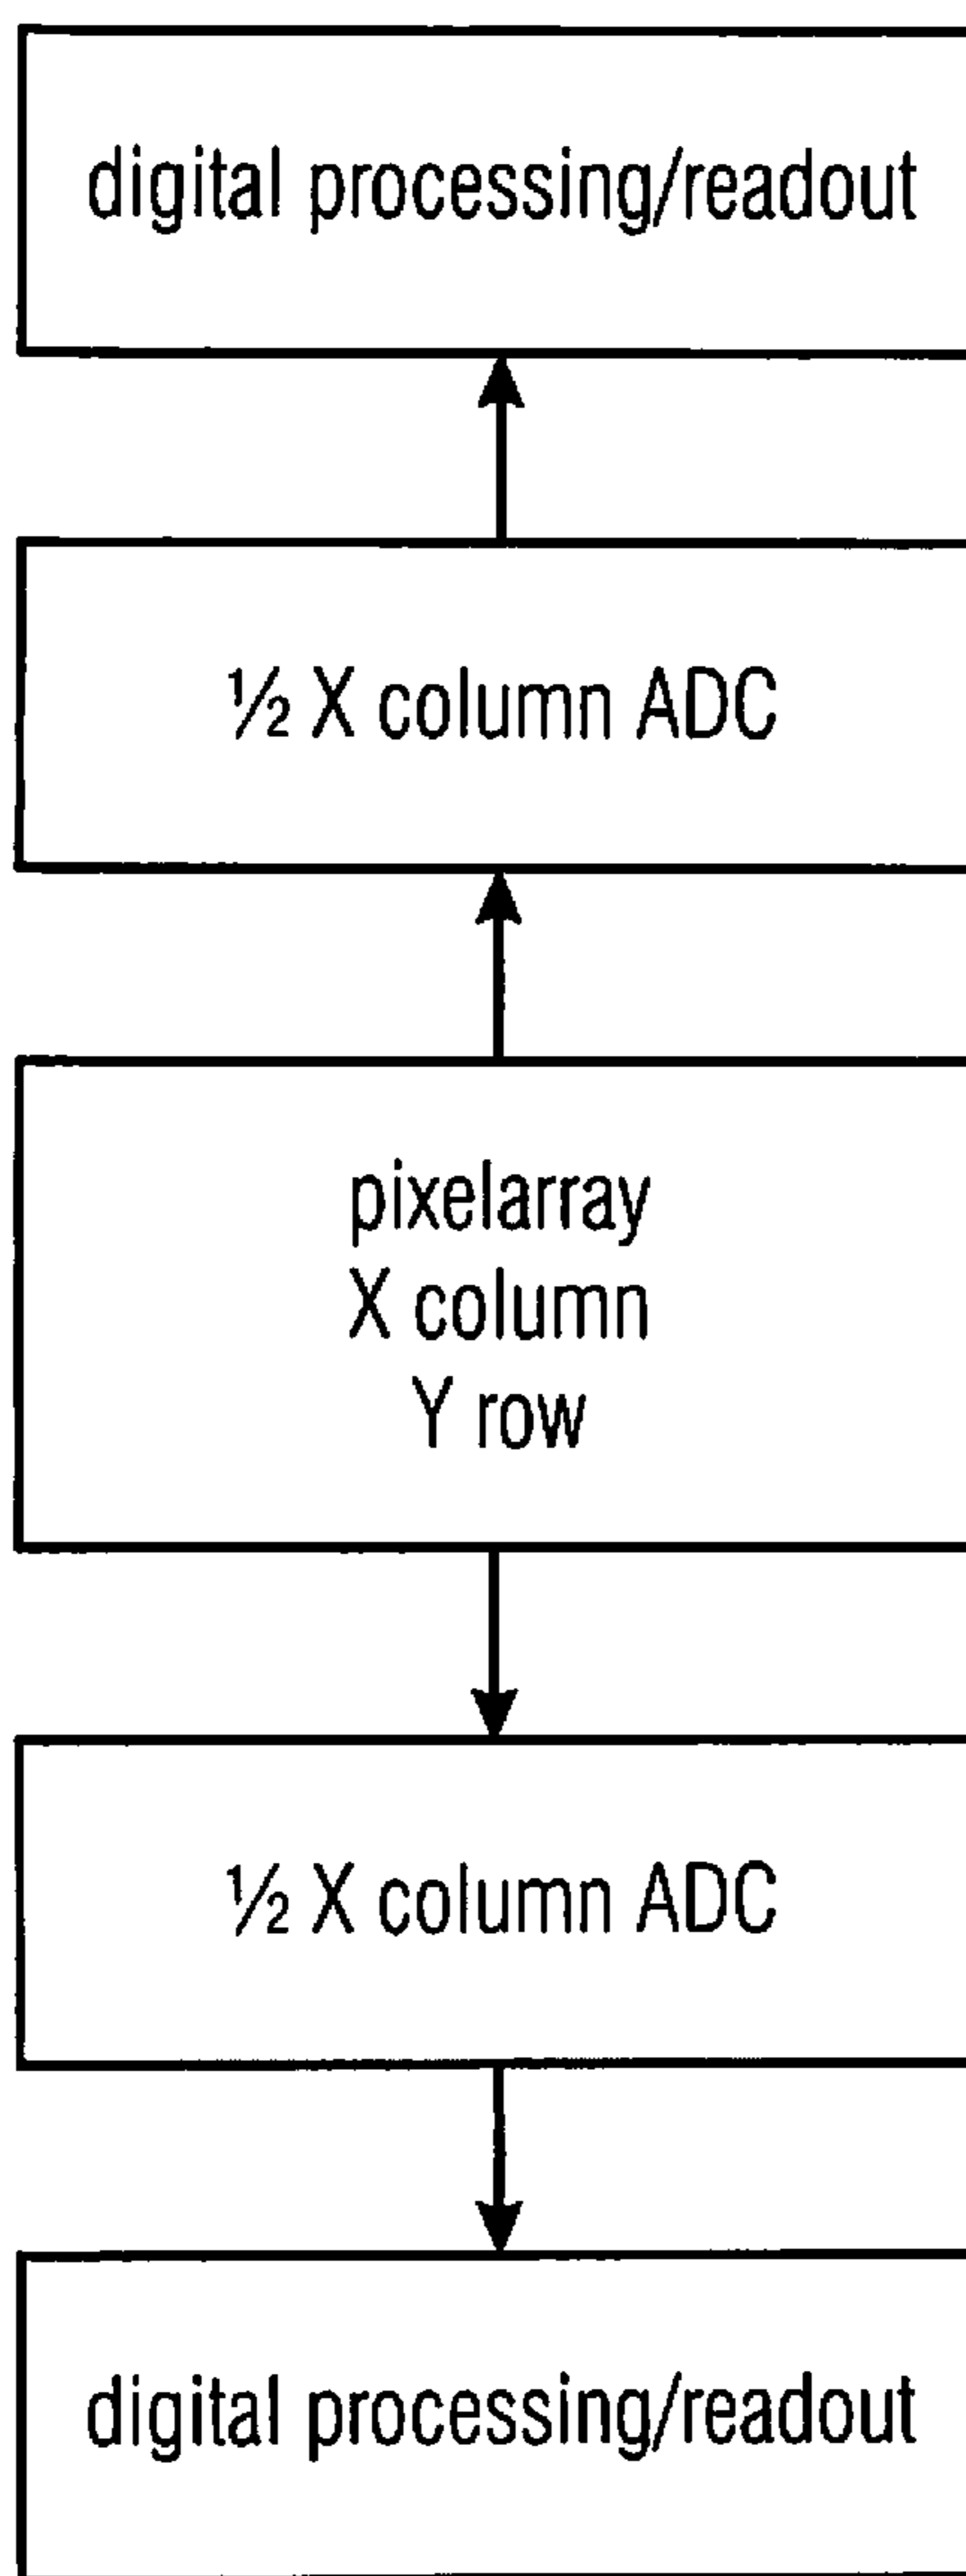 digital processing/readout
½ X column ADC
pixelarray
X column
Y row
½ X column ADC
digital processing/readout